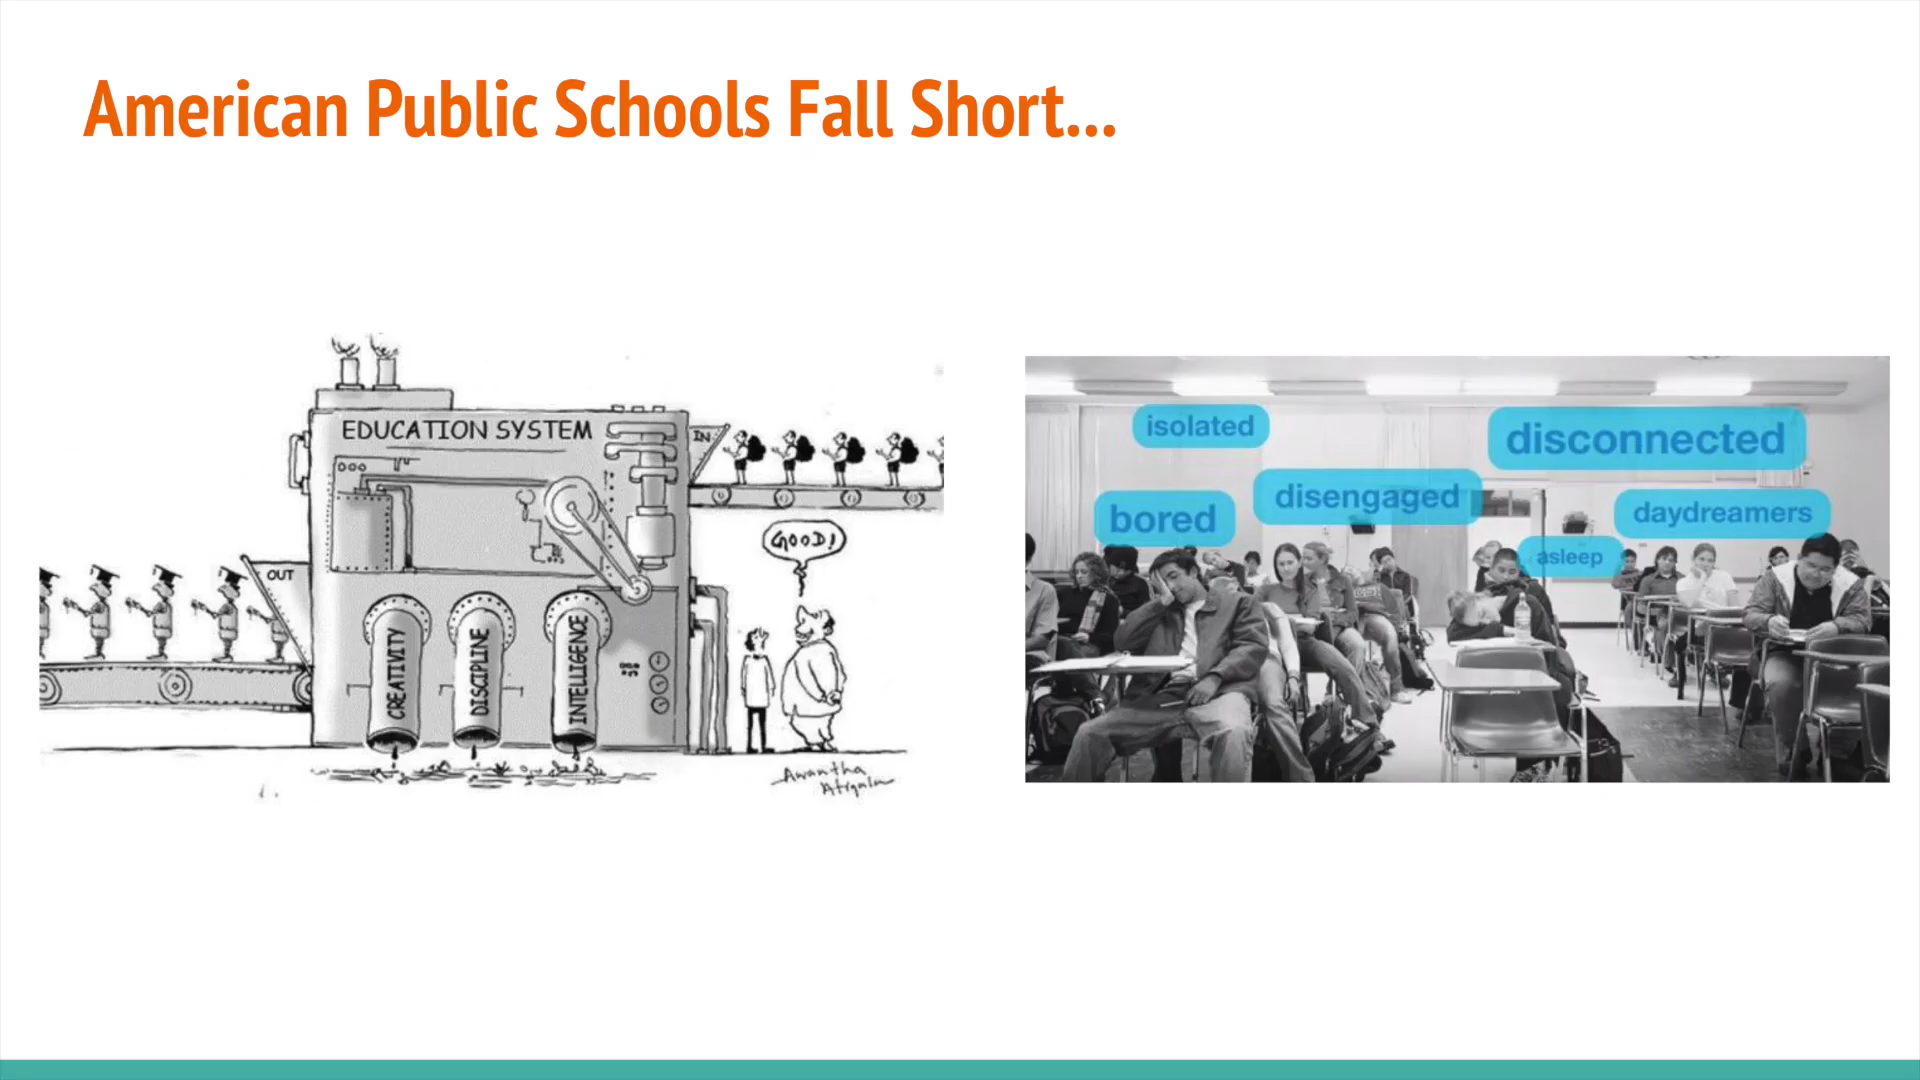 American Public Schools Fall Short...
EDUCATION SYSTEM
IN
GOOD!
OUT
CREATIVITY
DISCIPLINE
INTELLIGENCE
Awantha
isolated
disconnected
disengaged
bored
daydreamers
asleep